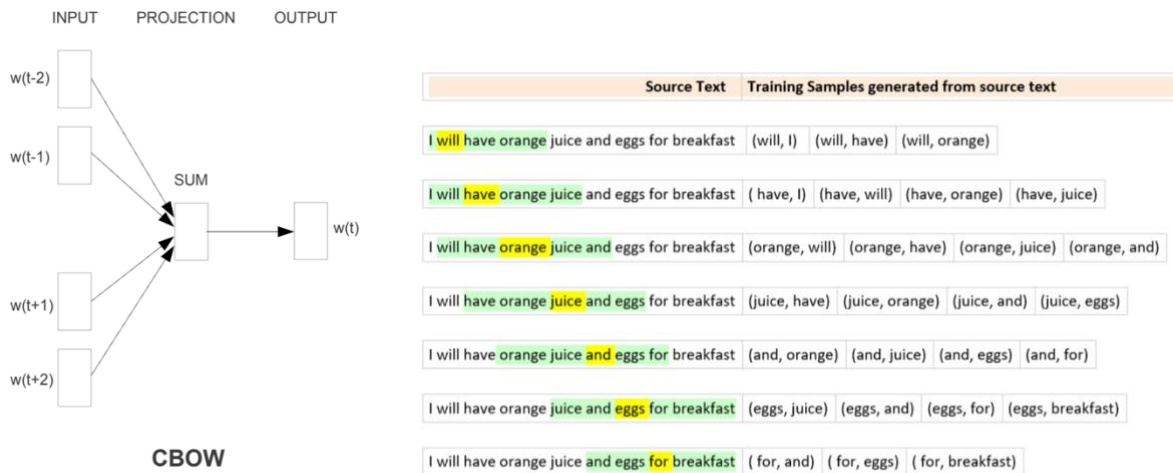 INPUT PROJECTION OUTPUT
w(t-2)
w(t-1)
SUM
w(t)
w(t+1)
w(t+2)
CBOW
Source Text Training Samples generated from source text
I will have orange juice and eggs for breakfast (will, I) (will, have) (will, orange)
I will have orange juice and eggs for breakfast ( have, I) (have, will) (have, orange) (have, juice)
I will have orange juice and eggs for breakfast (orange, will) (orange, have) (orange, juice) (orange, and)
I will have orange juice and eggs for breakfast (juice, have) (juice, orange) (juice, and) (juice, eggs)
I will have orange juice and eggs for breakfast (and, orange) (and, juice) (and, eggs) (and, for)
I will have orange juice and eggs for breakfast (eggs, juice) (eggs, and) (eggs, for) (eggs, breakfast)
I will have orange juice and eggs for breakfast ( for, and) ( for, eggs) ( for, breakfast)